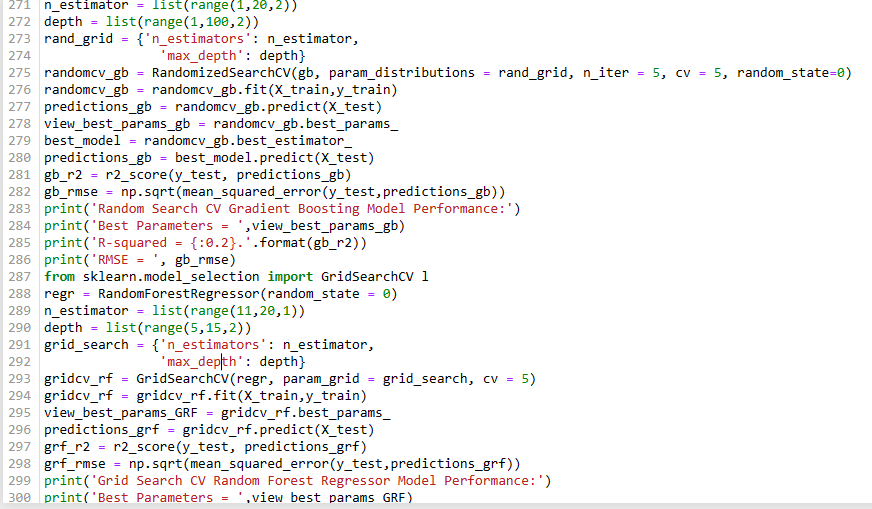 271 n_estimator = list(range(1,20,2))
272 depth = list(range(1,100,2))
273 rand_grid = {'n_estimators': n_estimator,
274 'max_depth': depth}
275 randomcv_gb = RandomizedSearchCV(gb, param_distributions = rand_grid, n_iter = 5, cv = 5, random_state=0)
276 randomcv_gb = randomcv_gb.fit(X_train,y_train)
277 predictions_gb = randomcv_gb.predict(X_test)
278 view_best_params_gb = randomcv_gb.best_params_
279 best_model = randomcv_gb.best_estimator_
280 predictions_gb = best_model.predict(X_test)
281 gb_r2 = r2_score(y_test, predictions_gb)
282 gb_rmse = np.sqrt(mean_squared_error(y_test,predictions_gb))
283 print('Random Search CV Gradient Boosting Model Performance:')
284 print('Best Parameters = ',view_best_params_gb)
285 print('R-squared = {:0.2}.'.format(gb_r2))
286 print('RMSE = ', gb_rmse)
287 from sklearn.model_selection import GridSearchCV l
288 regr = RandomForestRegressor(random_state = 0)
289 n_estimator = list(range(11,20,1))
290 depth = list(range(5,15,2))
291 grid_search = {'n_estimators': n_estimator,
292 'max_depth': depth}
293 gridcv_rf = GridSearchCV(regr, param_grid = grid_search, cv = 5)
294 gridcv_rf = gridcv_rf.fit(X_train,y_train)
295 view_best_params_GRF = gridcv_rf.best_params_
296 predictions_grf = gridcv_rf.predict(X_test)
297 grf_r2 = r2_score(y_test, predictions_grf)
298 grf_rmse = np.sqrt(mean_squared_error(y_test,predictions_grf))
299 print('Grid Search CV Random Forest Regressor Model Performance:')
300 print('Best Parameters = ',view_best_params_GRF)